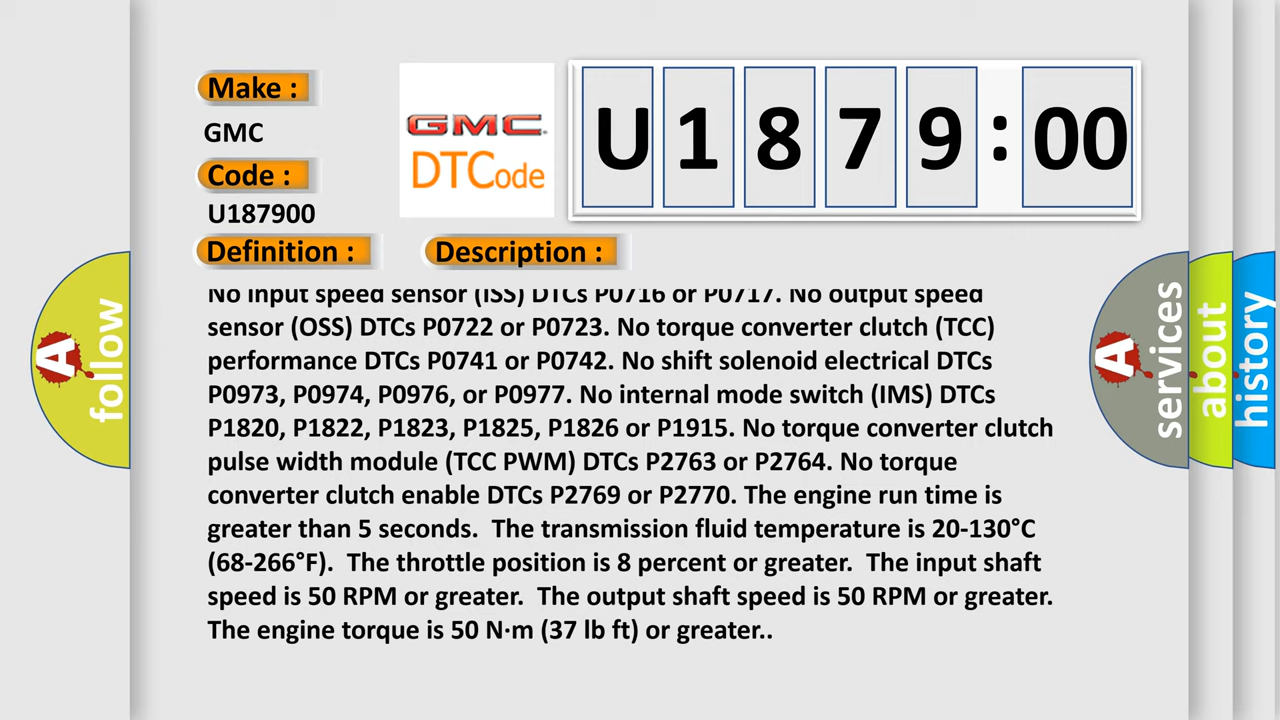 Make :
GMC
Code :
U187900
Definition :
Description :
GMC
DTCode
U1879:00
No input speed sensor (ISS) DTCs P0716 or P0717. No output speed
sensor (OSS) DTCs P0722 or P0723. No torque converter clutch (TCC)
performance DTCs P0741 or P0742. No shift solenoid electrical DTCs
P0973, P0974, P0976, or P0977. No internal mode switch (IMS) DTCs
P1820, P1822, P1823, P1825, P1826 or P1915. No torque converter clutch
pulse width module (TCC PWM) DTCs P2763 or P2764. No torque
converter clutch enable DTCs P2769 or P2770. The engine run time is
greater than 5 seconds. The transmission fluid temperature is 20-130°C
(68-266°F). The throttle position is 8 percent or greater. The input shaft
speed is 50 RPM or greater. The output shaft speed is 50 RPM or greater.
The engine torque is 50 N·m (37 lb ft) or greater..
A
follow
A
services
about
history